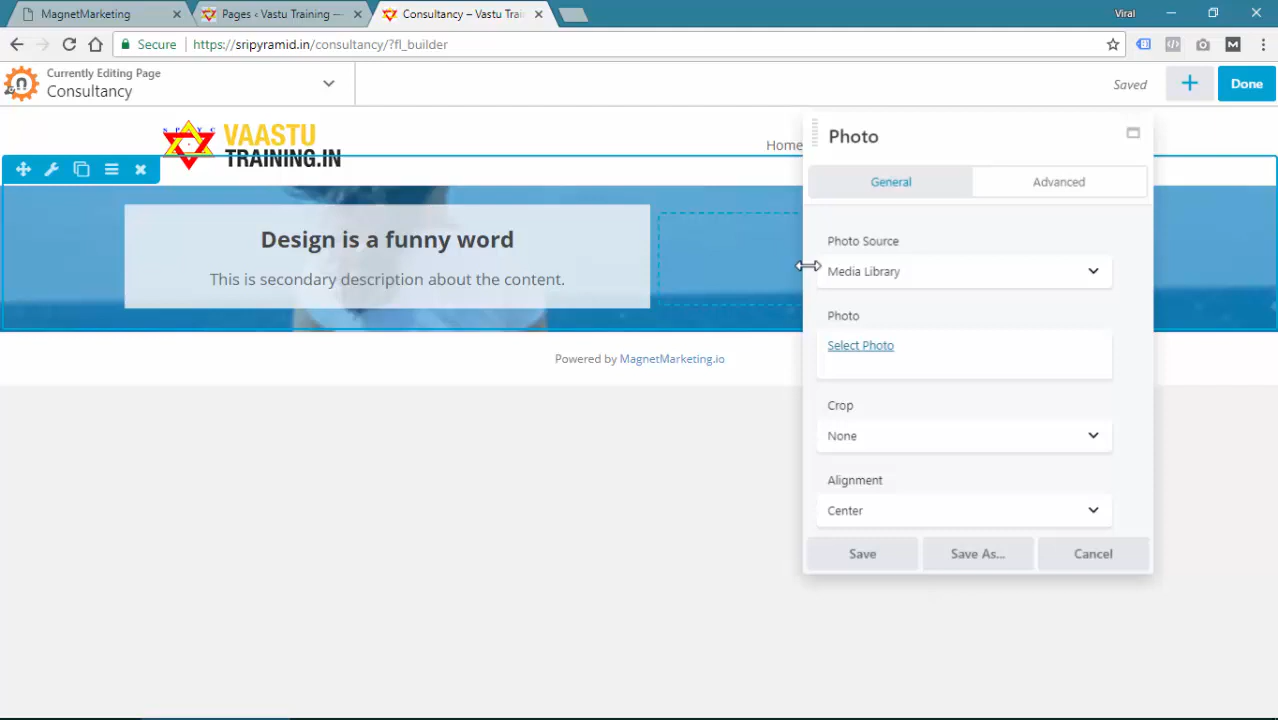 MagnetMarketing
Pages ‹ Vastu Training —
Consultancy – Vastu Trai
Viral
Secure
https://sripyramid.in/consultancy/?fl_builder
Currently Editing Page
Consultancy
Saved
Done
S P Y C
VAASTU
TRAINING.IN
Home
Photo
General
Advanced
Design is a funny word
This is secondary description about the content.
Photo Source
Media Library
Photo
Select Photo
Powered by MagnetMarketing.io
Crop
None
Alignment
Center
Save
Save As...
Cancel